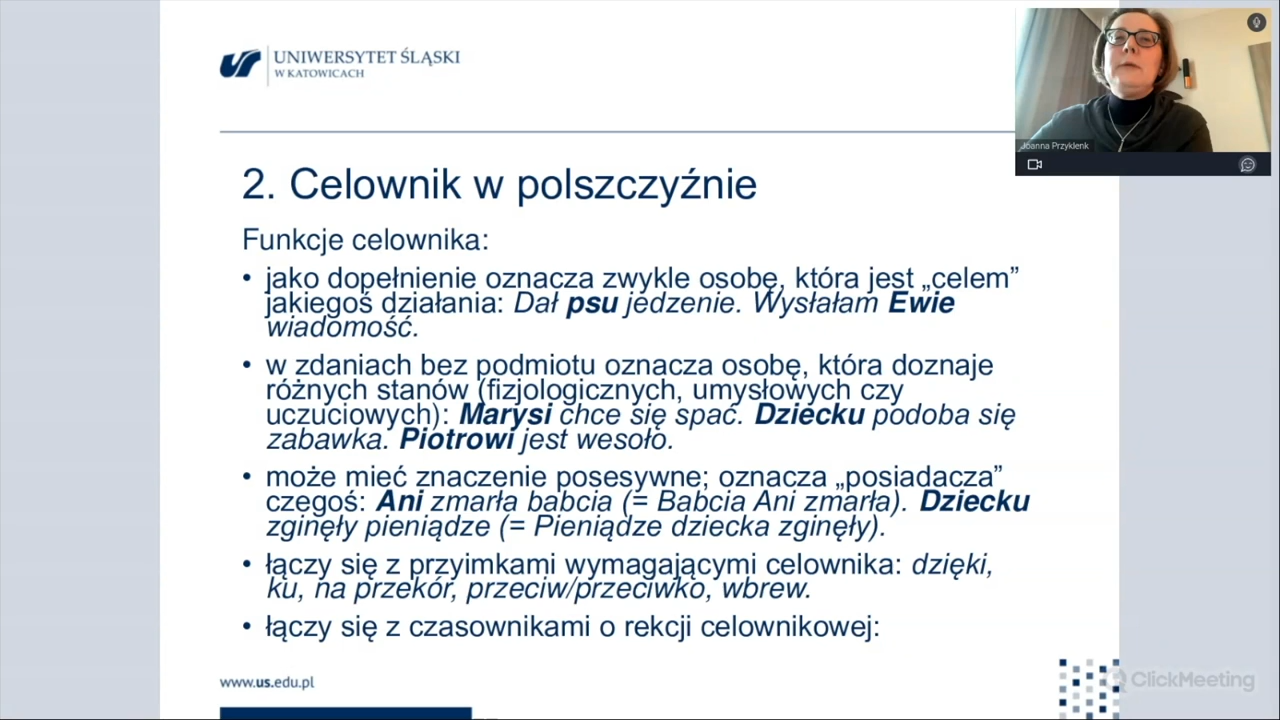 UNIWERSYTET ŚLĄSKI
W KATOWICACH
Joanna Przyklenk
2. Celownik w polszczyźnie
Funkcje celownika:
• jako dopełnienie oznacza zwykle osobę, która jest „celem”
jakiegoś działania: Dał psu jedzenie. Wysłałam Ewie
wiadomość.
• w zdaniach bez podmiotu oznacza osobę, która doznaje
różnych stanów (fizjologicznych, umysłowych czy
uczuciowych): Marysi chce się spać. Dziecku podoba się
zabawka. Piotrowi jest wesoło.
• może mieć znaczenie posesywne; oznacza „posiadacza”
czegoś: Ani zmarła babcia (= Babcia Ani zmarła). Dziecku
zginęły pieniądze (= Pieniądze dziecka zginęły).
• łączy się z przyimkami wymagającymi celownika: dzięki,
ku, na przekór, przeciw/przeciwko, wbrew.
• łączy się z czasownikami o rekcji celownikowej:
www.us.edu.pl
ClickMeeting